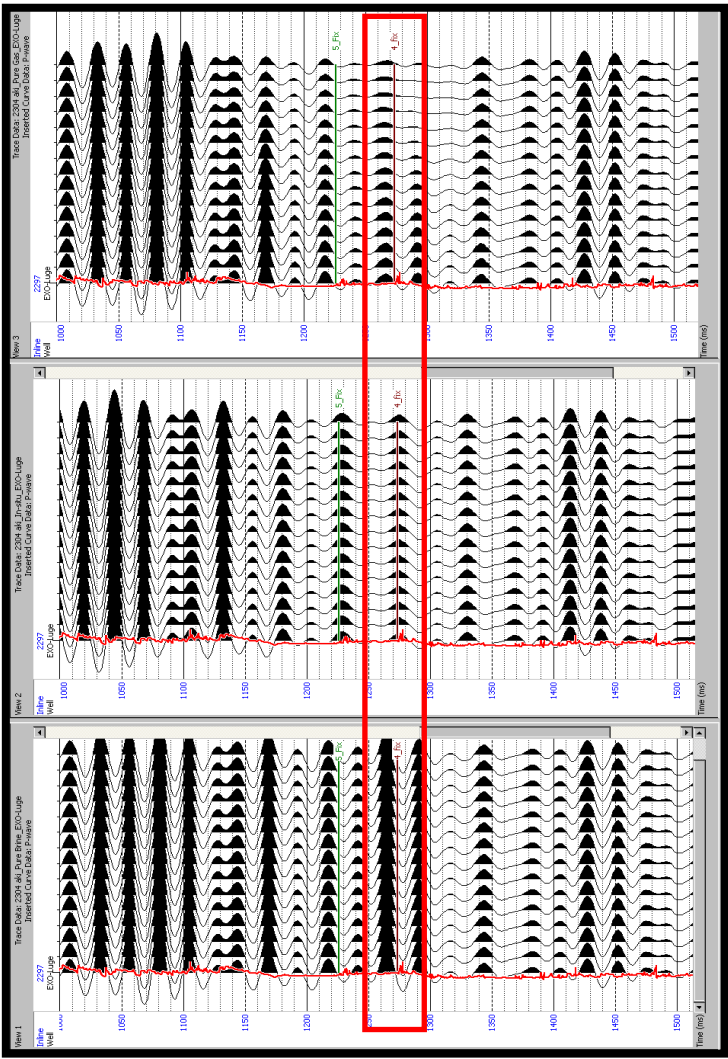 View 1
Trace Data: 2304 aki_Pure Brine_EXO-Luge
Inserted Curve Data: P-wave
Inline
2297
Well
EXO-Luge
1050
1100
1150
1200
5_Fix
4_fix
1300
1350
1400
1450
1500
Time (ms)
View 2
Trace Data: 2304 aki_In-situ_EXO-Luge
Inserted Curve Data: P-wave
Inline
2297
Well
EXO-Luge
1000
1050
1100
1150
1200
5_Fix
1250
4_fix
1300
1350
1400
1450
1500
Time (ms)
View 3
Trace Data: 2304 aki_Pure Gas_EXO-Luge
Inserted Curve Data: P-wave
Inline
2297
Well
EXO-Luge
1000
1050
1100
1150
1200
5_Fix
4_fix
1300
1350
1400
1450
1500
Time (ms)